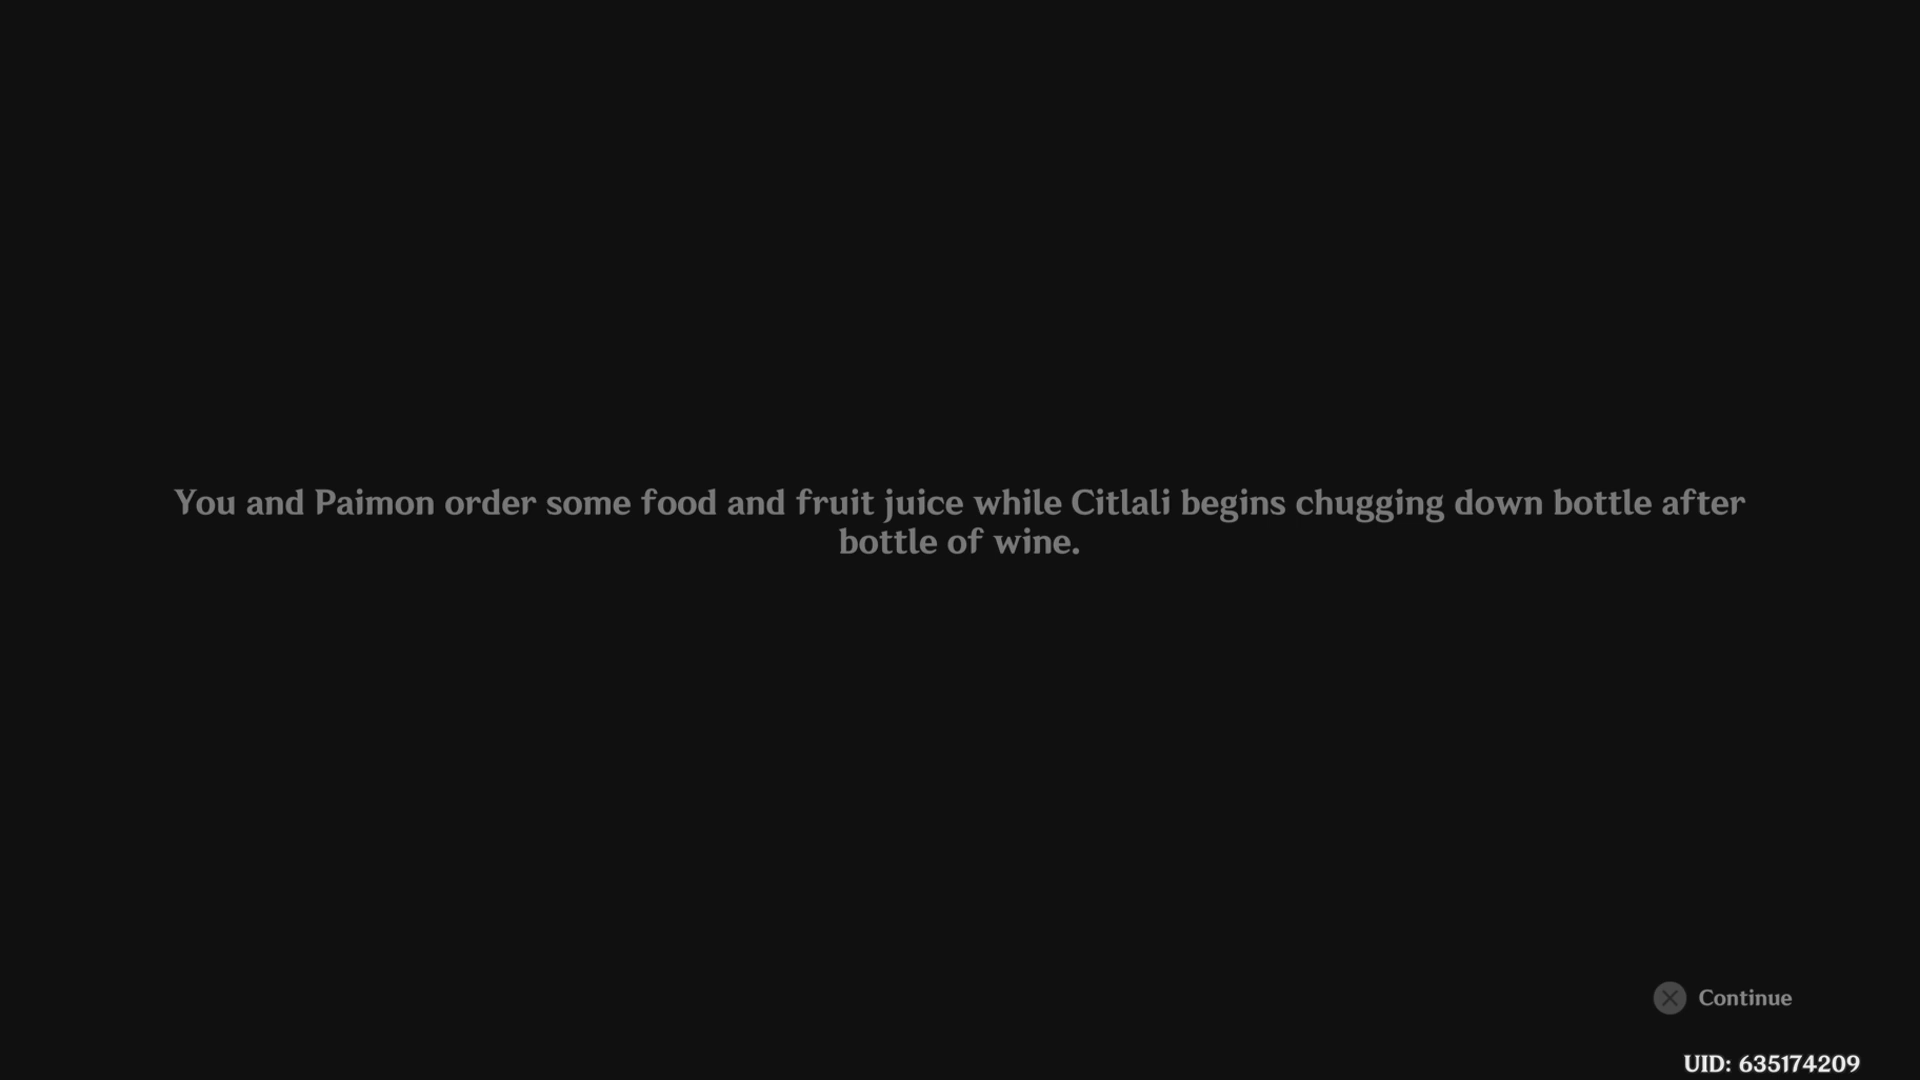 You and Paimon order some food and fruit juice while Citlali begins chugging down bottle after
bottle of wine.
Continue
UID: 635174209